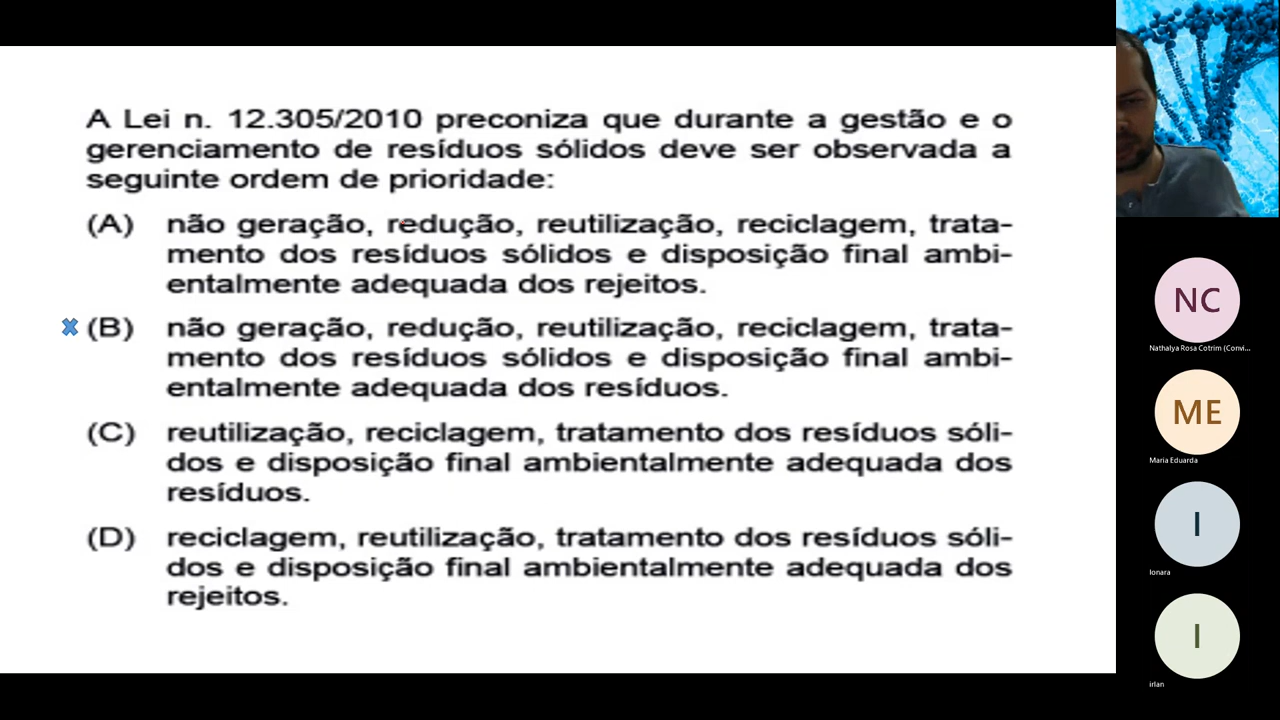 A Lei n. 12.305/2010 preconiza que durante a gestão e o
gerenciamento de resíduos sólidos deve ser observada a
seguinte ordem de prioridade:
(A) não geração, redução, reutilização, reciclagem, trata-
mento dos resíduos sólidos e disposição final ambi-
entalmente adequada dos rejeitos.
(B) não geração, redução, reutilização, reciclagem, trata-
mento dos resíduos sólidos e disposição final ambi-
entalmente adequada dos resíduos.
(C) reutilização, reciclagem, tratamento dos resíduos sóli-
dos e disposição final ambientalmente adequada dos
resíduos.
(D) reciclagem, reutilização, tratamento dos resíduos sóli-
dos e disposição final ambientalmente adequada dos
rejeitos.
NC
Nathalya Rosa Cotrim (Convi...
ME
Maria Eduarda
I
Ionara
I
irlan